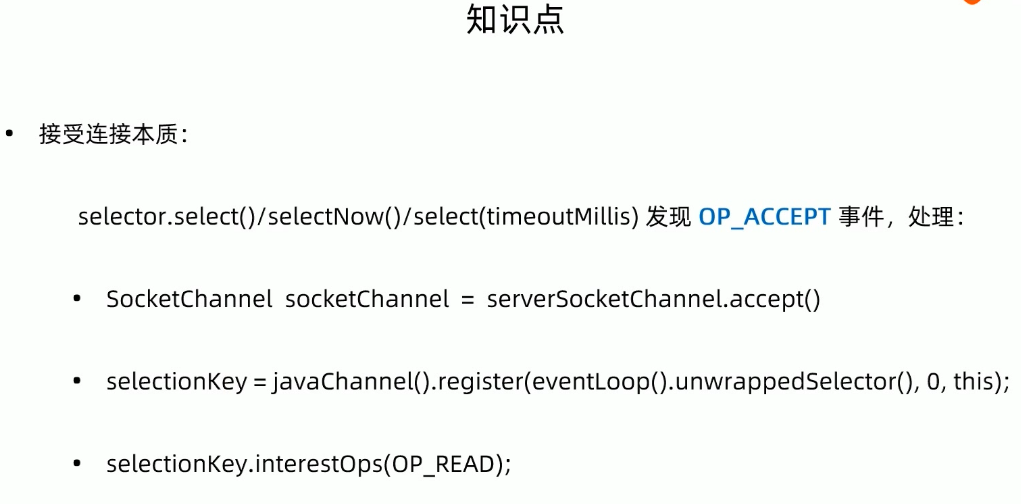 知识点
• 接受连接本质：
selector.select()/selectNow()/select(timeoutMillis) 发现 OP_ACCEPT 事件，处理：
• SocketChannel socketChannel = serverSocketChannel.accept()
• selectionKey = javaChannel().register(eventLoop().unwrappedSelector(), 0, this);
• selectionKey.interestOps(OP_READ);